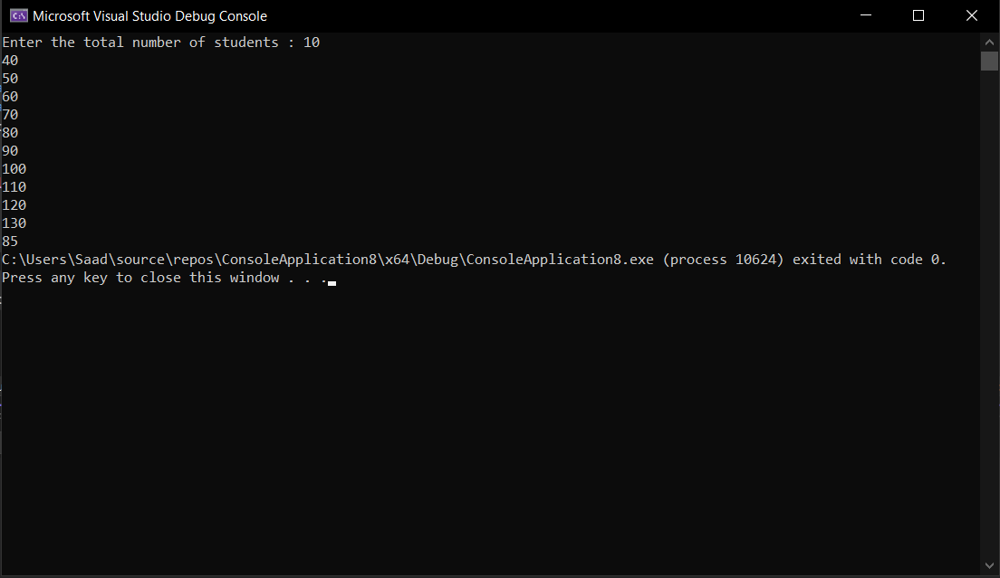 Microsoft Visual Studio Debug Console
Enter the total number of students : 10
40
50
60
70
80
90
100
110
120
130
85
C:\Users\Saad\source\repos\ConsoleApplication8\x64\Debug\ConsoleApplication8.exe (process 10624) exited with code 0.
Press any key to close this window . . .